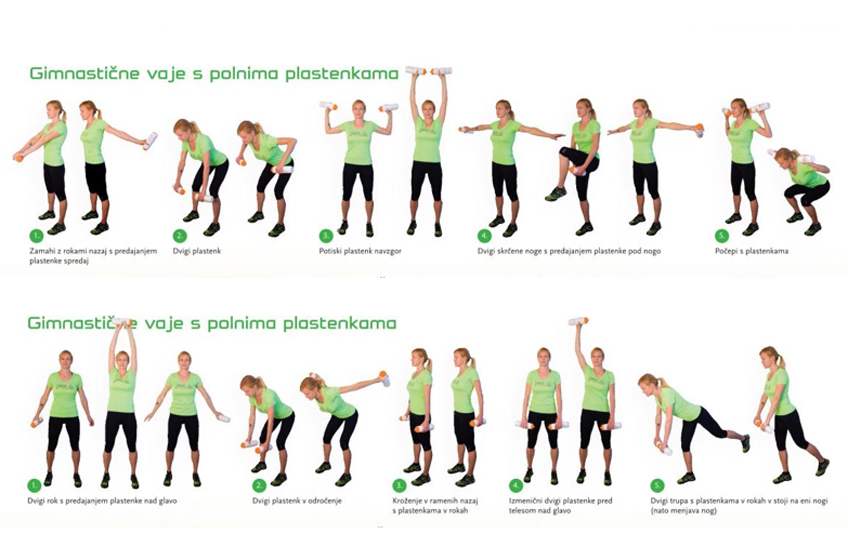 Gimnastične vaje s polnima plastenkama
1.
Zamahi z rokami nazaj s predajanjem
plastenke spredaj
2.
Dvigi plastenk
3.
Potiski plastenk navzgor
4.
Dvigi skrčene noge s predajanjem plastenke pod nogo
5.
Počepi s plastenkama
Gimnastične vaje s polnima plastenkama
1.
Dvigi rok s predajanjem plastenke nad glavo
2.
Dvigi plastenk v odročenje
3.
Kroženje v ramenih nazaj
s plastenkama v rokah
4.
Izmenični dvigi plastenke pred
telesom nad glavo
5.
Dvigi trupa s plastenkama v rokah v stoji na eni nogi
(nato menjava nog)